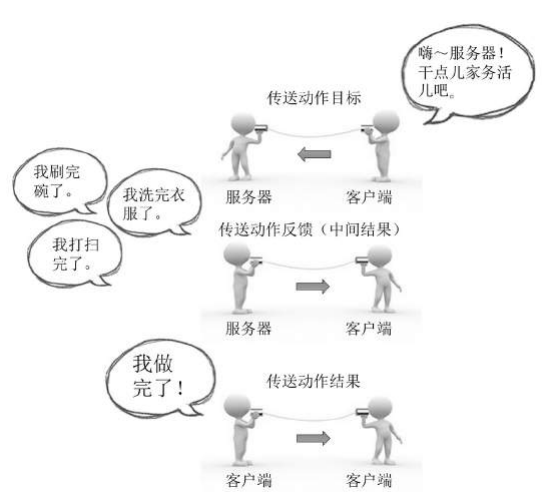 嗨～服务器！
干点儿家务活
儿吧。
传送动作目标
服务器
客户端
我刷完
碗了。
我洗完衣
服了。
我打扫
完了。
传送动作反馈（中间结果）
服务器
客户端
我做
完了！
传送动作结果
客户端
客户端